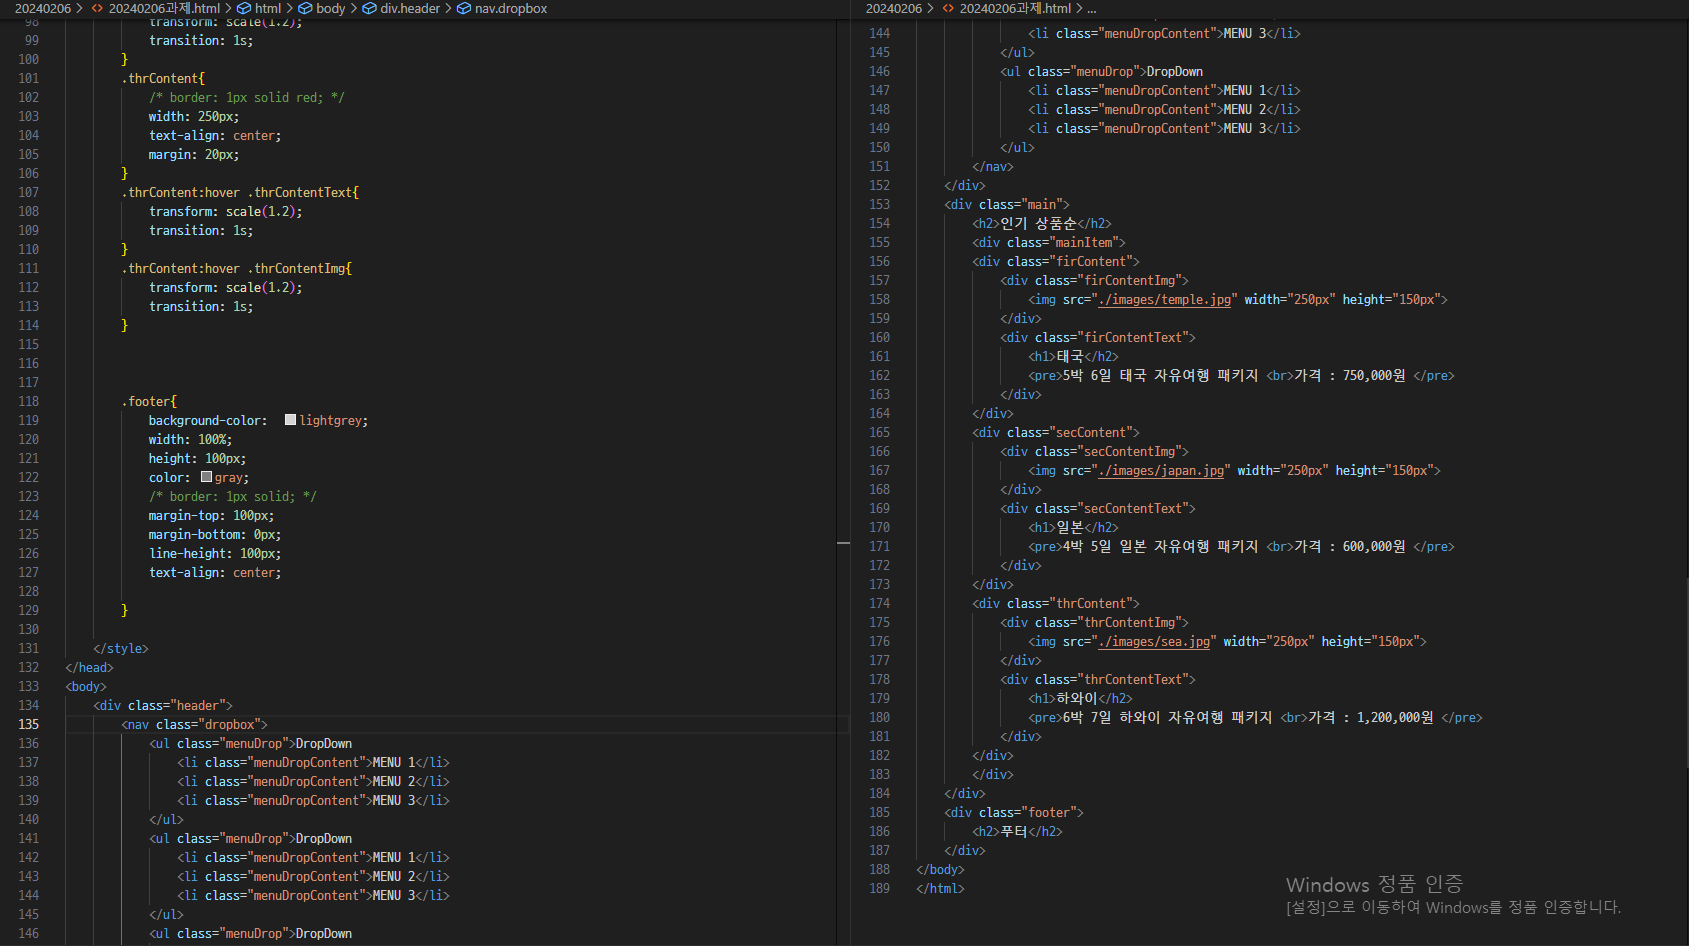 20240206 > <> 20240206과제.html > html > body > div.header > nav.dropbox
98 transform: scale(1.2);
99 transition: 1s;
100 }
101 .thrContent{
102 /* border: 1px solid red; */
103 width: 250px;
104 text-align: center;
105 margin: 20px;
106 }
107 .thrContent:hover .thrContentText{
108 transform: scale(1.2);
109 transition: 1s;
110 }
111 .thrContent:hover .thrContentImg{
112 transform: scale(1.2);
113 transition: 1s;
114 }
115
116
117
118 .footer{
119 background-color: lightgrey;
120 width: 100%;
121 height: 100px;
122 color: gray;
123 /* border: 1px solid; */
124 margin-top: 100px;
125 margin-bottom: 0px;
126 line-height: 100px;
127 text-align: center;
128
129 }
130
131 </style>
132 </head>
133 <body>
134 <div class="header">
135 <nav class="dropbox">
136 <ul class="menuDrop">DropDown
137 <li class="menuDropContent">MENU 1</li>
138 <li class="menuDropContent">MENU 2</li>
139 <li class="menuDropContent">MENU 3</li>
140 </ul>
141 <ul class="menuDrop">DropDown
142 <li class="menuDropContent">MENU 1</li>
143 <li class="menuDropContent">MENU 2</li>
144 <li class="menuDropContent">MENU 3</li>
145 </ul>
146 <ul class="menuDrop">DropDown
20240206 > <> 20240206과제.html > ...
144 <li class="menuDropContent">MENU 3</li>
145 </ul>
146 <ul class="menuDrop">DropDown
147 <li class="menuDropContent">MENU 1</li>
148 <li class="menuDropContent">MENU 2</li>
149 <li class="menuDropContent">MENU 3</li>
150 </ul>
151 </nav>
152 </div>
153 <div class="main">
154 <h2>인기 상품순</h2>
155 <div class="mainItem">
156 <div class="firContent">
157 <div class="firContentImg">
158 <img src="./images/temple.jpg" width="250px" height="150px">
159 </div>
160 <div class="firContentText">
161 <h1>태국</h2>
162 <pre>5박 6일 태국 자유여행 패키지 <br>가격 : 750,000원 </pre>
163 </div>
164 </div>
165 <div class="secContent">
166 <div class="secContentImg">
167 <img src="./images/japan.jpg" width="250px" height="150px">
168 </div>
169 <div class="secContentText">
170 <h1>일본</h2>
171 <pre>4박 5일 일본 자유여행 패키지 <br>가격 : 600,000원 </pre>
172 </div>
173 </div>
174 <div class="thrContent">
175 <div class="thrContentImg">
176 <img src="./images/sea.jpg" width="250px" height="150px">
177 </div>
178 <div class="thrContentText">
179 <h1>하와이</h2>
180 <pre>6박 7일 하와이 자유여행 패키지 <br>가격 : 1,200,000원 </pre>
181 </div>
182 </div>
183 </div>
184 </div>
185 <div class="footer">
186 <h2>푸터</h2>
187 </div>
188 </body>
189 </html>
Windows 정품 인증
[설정]으로 이동하여 Windows를 정품 인증합니다.